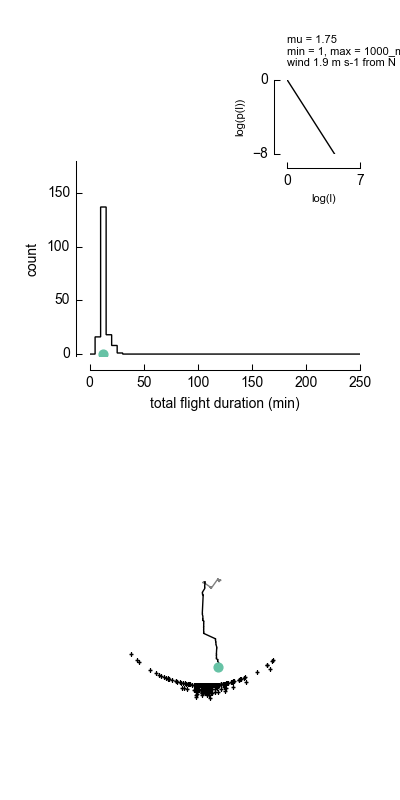 mu = 1.75
min = 1, max = 1000_m
wind 1.9 m s-1 from N
0
log(p(l))
−8
0
7
log(l)
150
100
50
0
count
0
50
100
150
200
250
total flight duration (min)